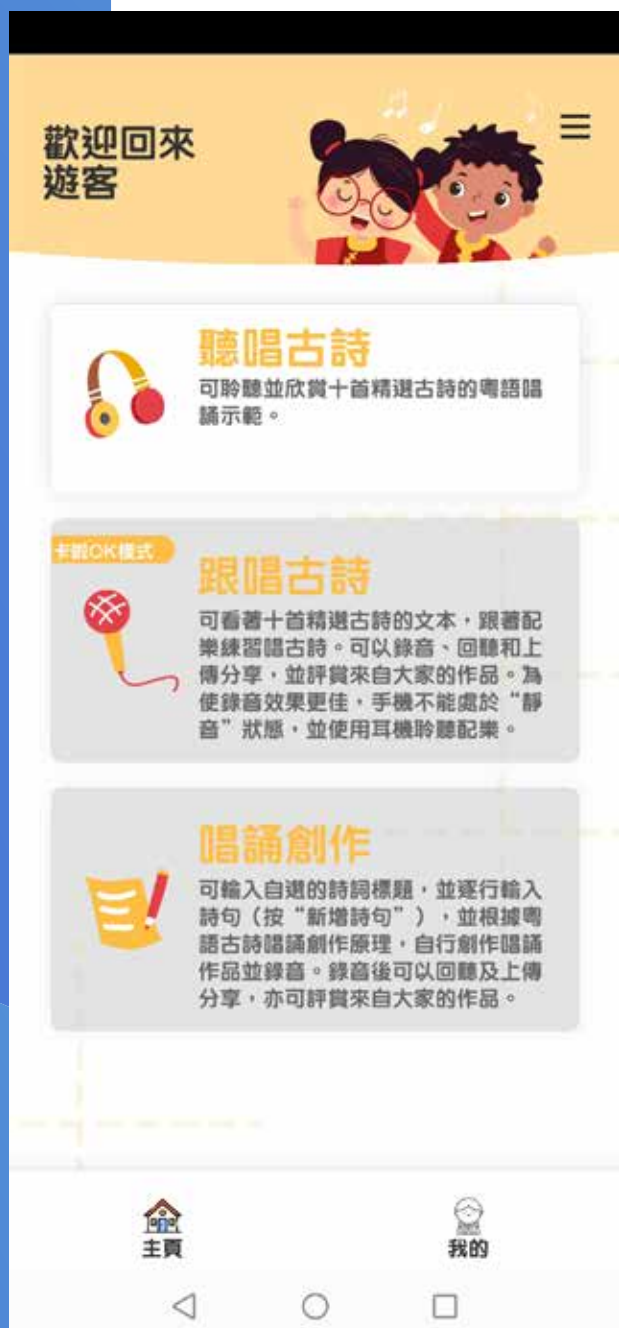 歡迎回來
遊客
聽唱古詩
可聆聽並欣賞十首精選古詩的粵語唱
誦示範。
卡啦OK模式
跟唱古詩
可看著十首精選古詩的文本，跟著配
樂練習唱古詩。可以錄音、回聽和上
傳分享，並評賞來自大家的作品。為
使錄音效果更佳，手機不能處於“靜
音”狀態，並使用耳機聆聽配樂。
唱誦創作
可輸入自選的詩詞標題，並逐行輸入
詩句（按“新增詩句”），並根據粵
語古詩唱誦創作原理，自行創作唱誦
作品並錄音。錄音後可以回聽及上傳
分享，亦可評賞來自大家的作品。
主頁
我的